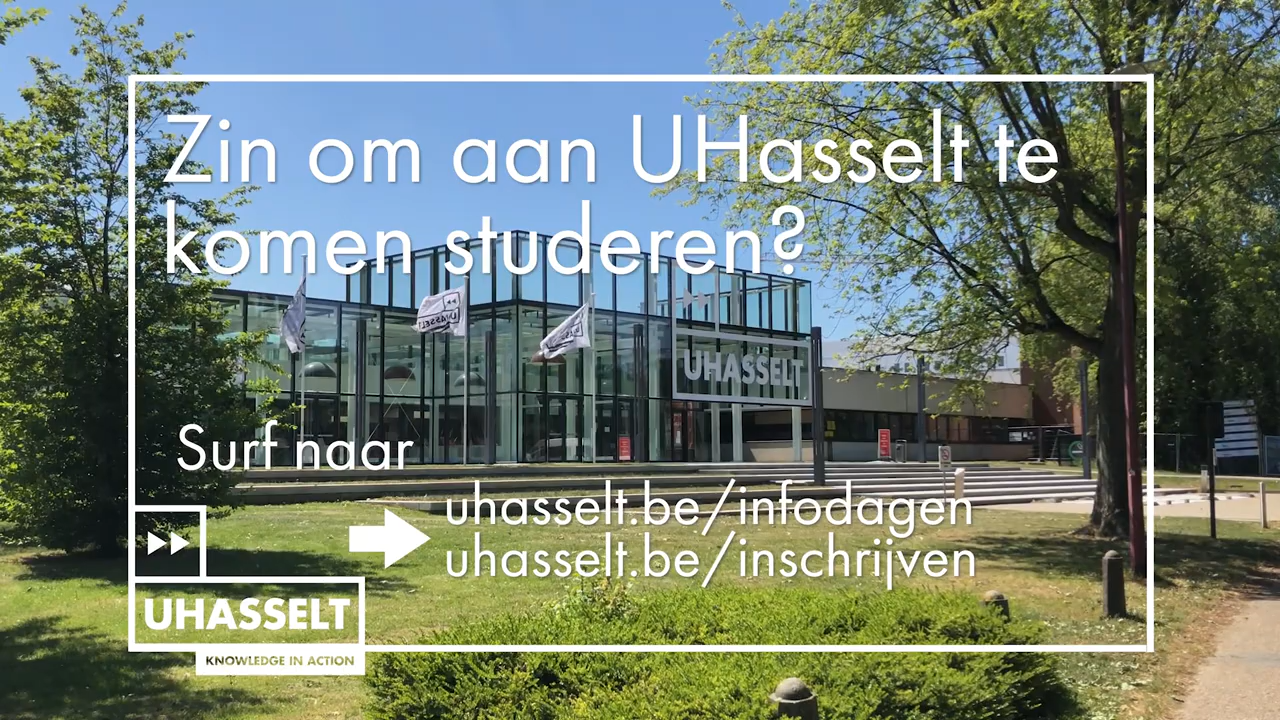 Zin om aan UHasselt te
komen studeren?
UHASSELT
Surf naar
uhasselt.be/infodagen
uhasselt.be/inschrijven
UHASSELT
KNOWLEDGE IN ACTION